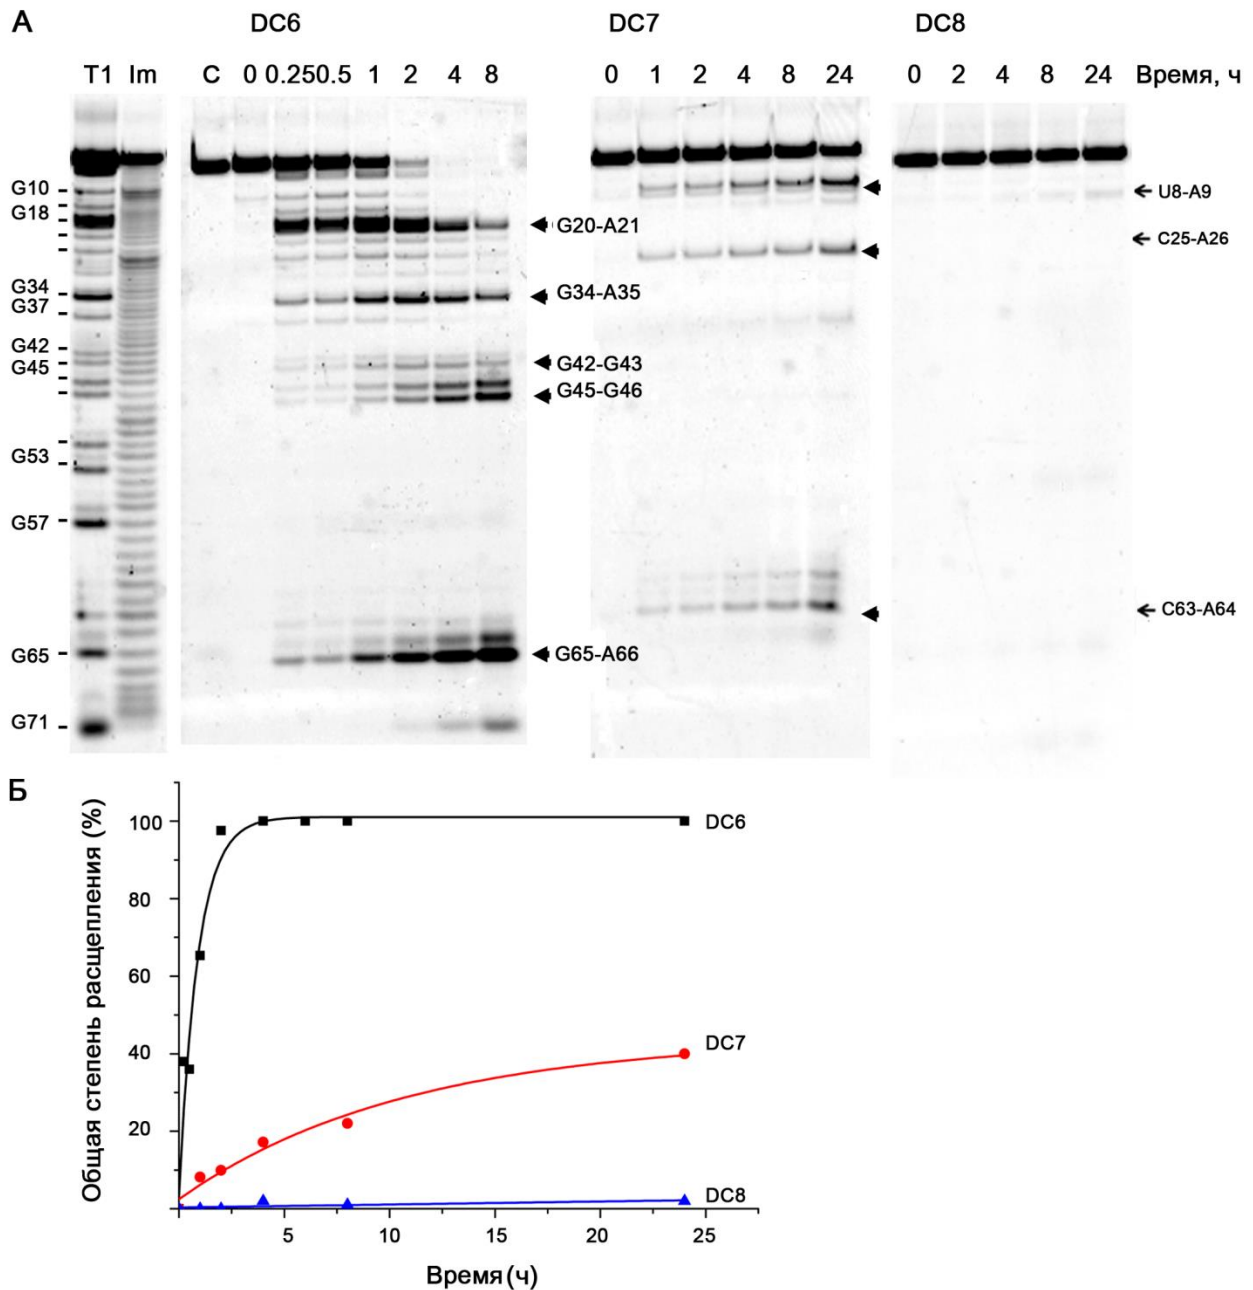 А
DC6
DC7
DC8
T1 Im
C 0 0.25 0.5 1 2 4 8
0 1 2 4 8 24
0 2 4 8 24
Время, ч
G10
G18
G34
G37
G42
G45
G53
G57
G65
G71
G20-A21
G34-A35
G42-G43
G45-G46
G65-A66
U8-A9
C25-A26
C63-A64
Б
Общая степень расщепления (%)
100
80
60
40
20
5 10 15 20 25
Время (ч)
DC6
DC7
DC8